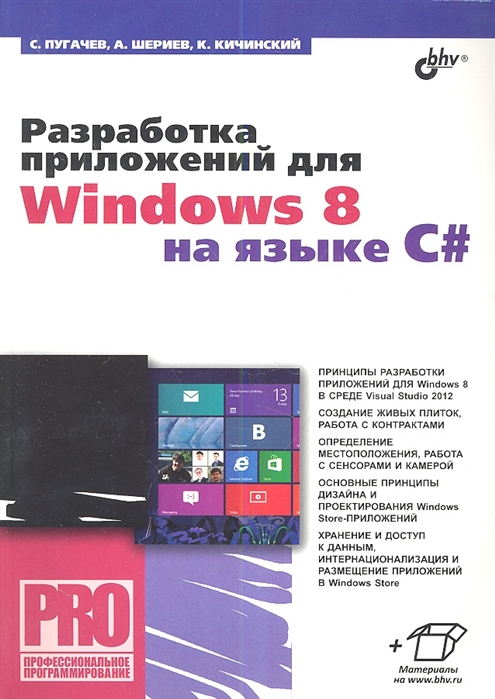 С. ПУГАЧЕВ, А. ШЕРИЕВ, К. КИЧИНСКИЙ
bhv®
Разработка
приложений для
Windows 8
на языке C#
13
B
ПРИНЦИПЫ РАЗРАБОТКИ
ПРИЛОЖЕНИЙ ДЛЯ Windows 8
В СРЕДЕ Visual Studio 2012
СОЗДАНИЕ ЖИВЫХ ПЛИТОК,
РАБОТА С КОНТРАКТАМИ
ОПРЕДЕЛЕНИЕ
МЕСТОПОЛОЖЕНИЯ, РАБОТА
С СЕНСОРАМИ И КАМЕРОЙ
ОСНОВНЫЕ ПРИНЦИПЫ
ДИЗАЙНА И
ПРОЕКТИРОВАНИЯ Windows
Store-ПРИЛОЖЕНИЙ
ХРАНЕНИЕ И ДОСТУП
К ДАННЫМ,
ИНТЕРНАЦИОНАЛИЗАЦИЯ И
РАЗМЕЩЕНИЕ ПРИЛОЖЕНИЙ
В Windows Store
PRO
ПРОФЕССИОНАЛЬНОЕ
ПРОГРАММИРОВАНИЕ
+
Материалы
на www.bhv.ru